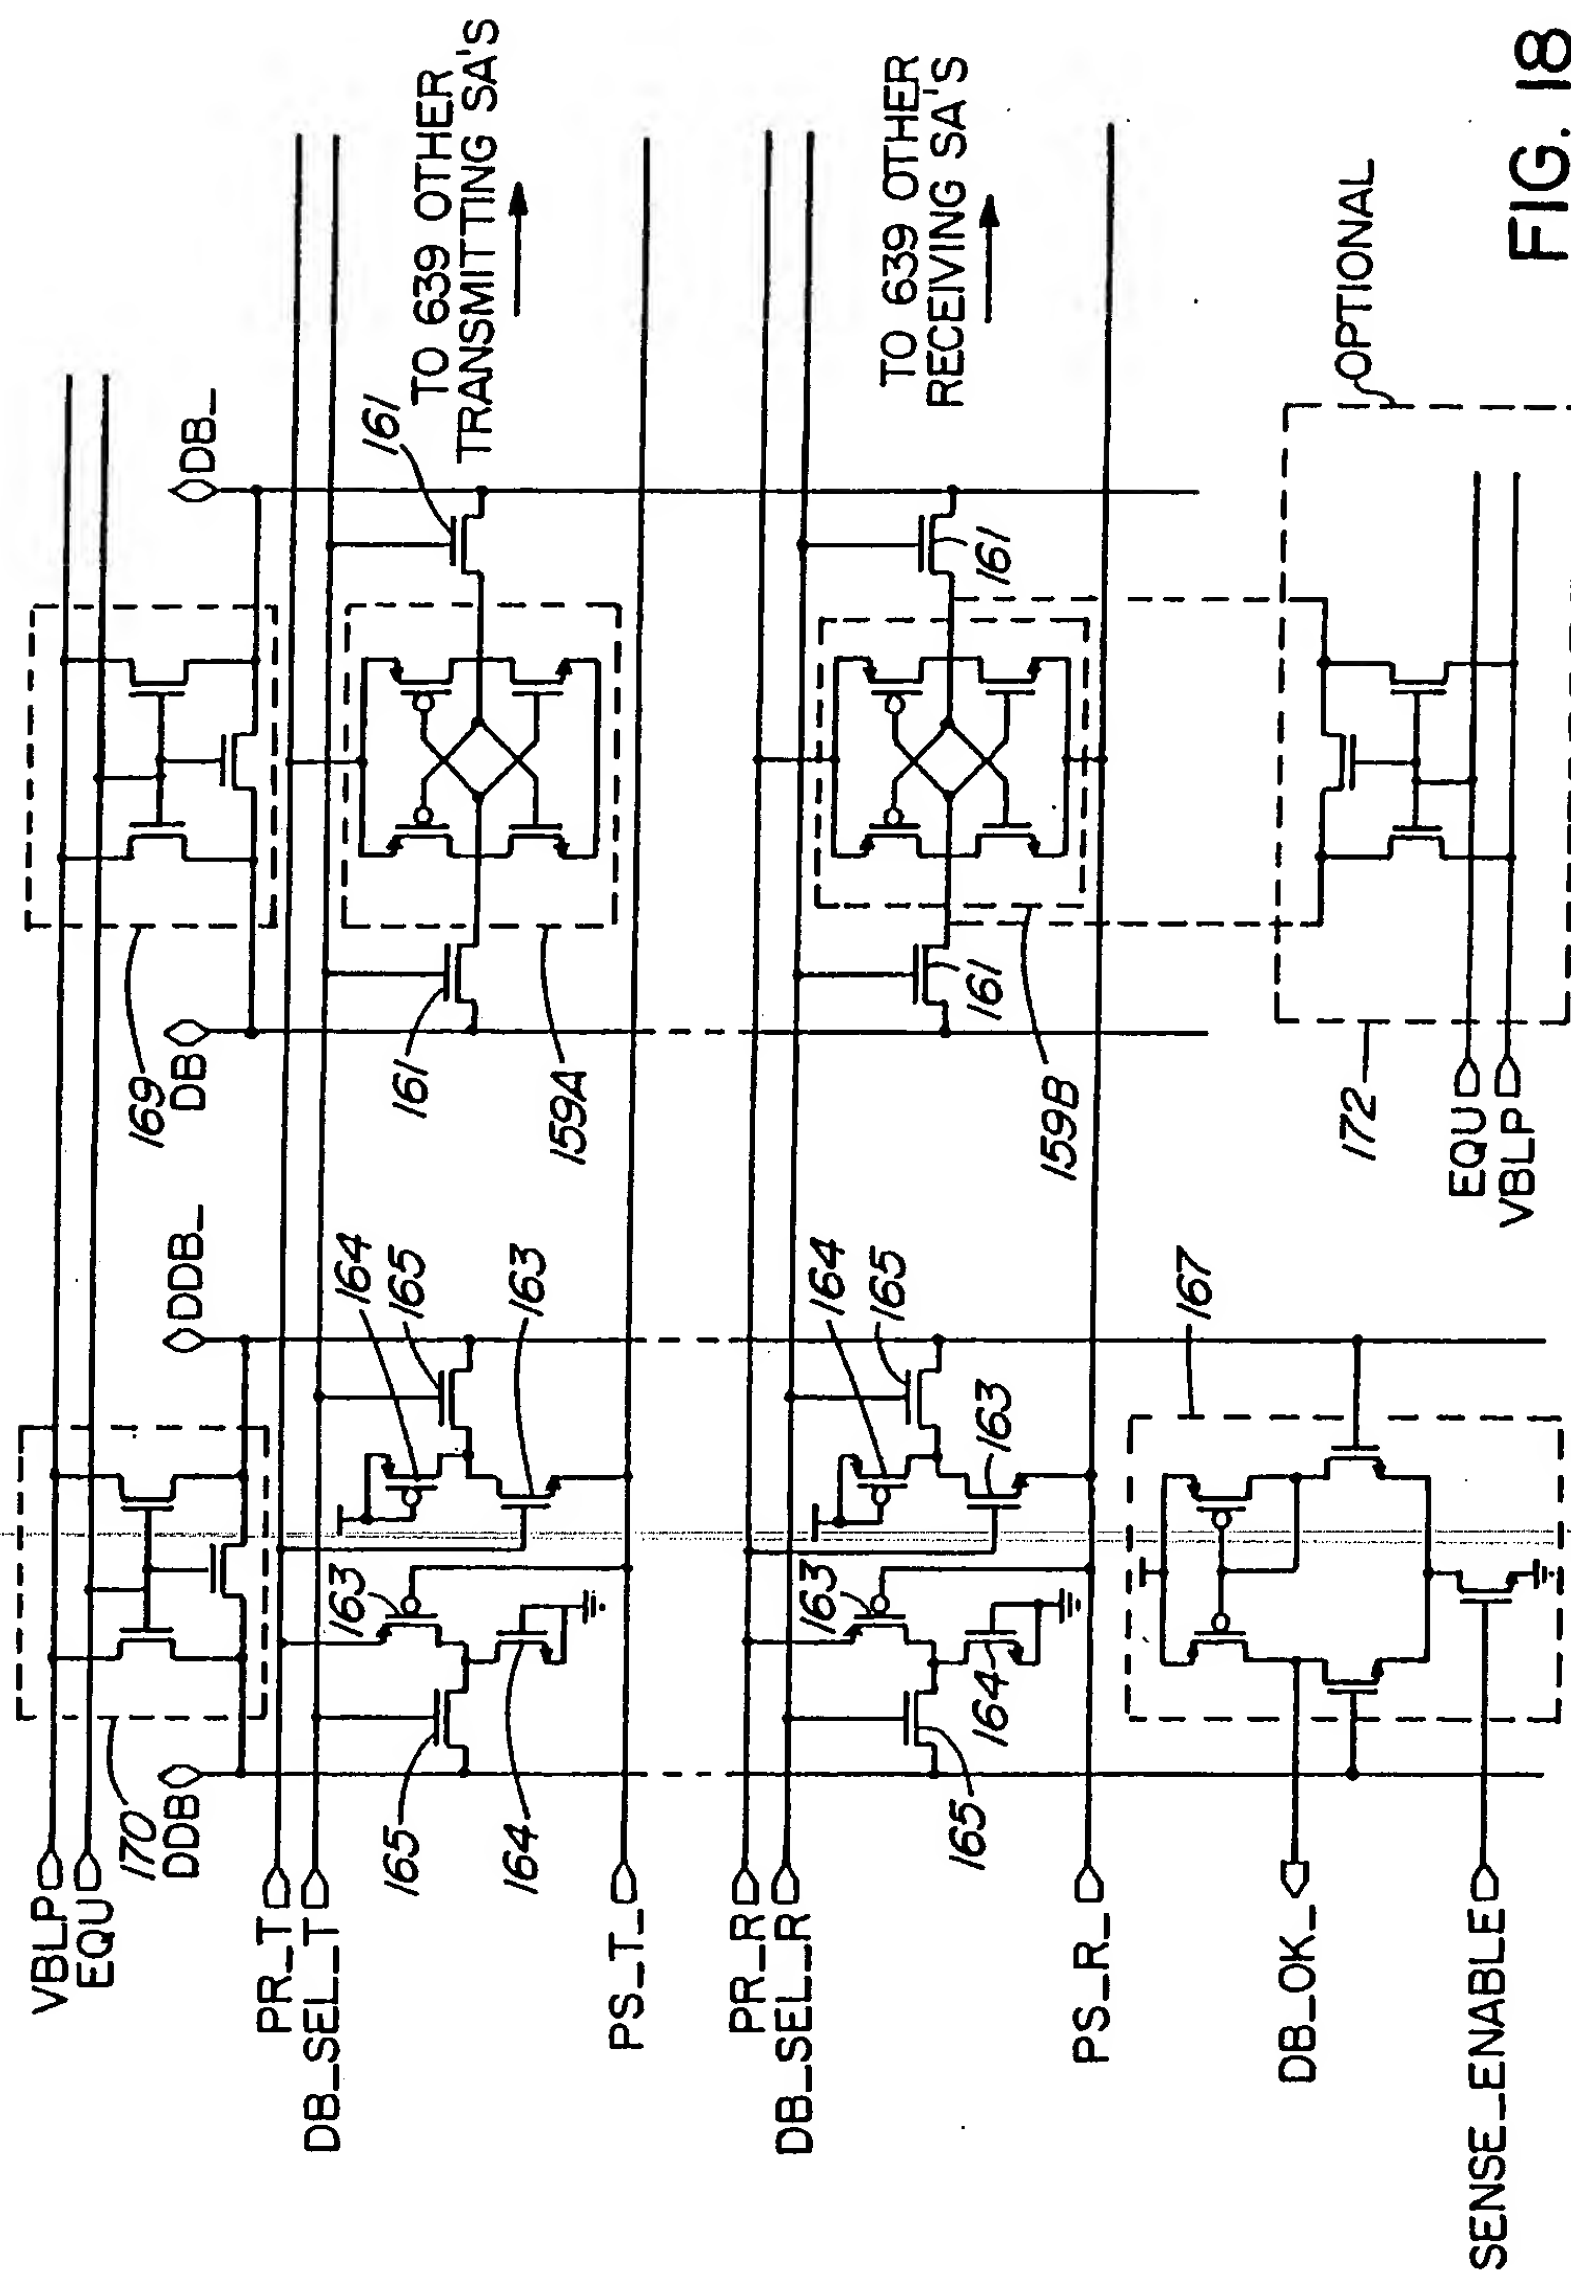 VBLP
EQU
170
DDB
DDB_
169
DB
DB_
PR_T
DB_SEL_T
PS_T_
165
164
163
164
165
163
161
159A
161
TO 639 OTHER
TRANSMITTING SA'S
PR_R
DB_SEL_R
PS_R_
165
164
163
164
165
163
161
159B
161
TO 639 OTHER
RECEIVING SA'S
DB_OK_
SENSE_ENABLE
167
172
EQU
VBLP
OPTIONAL
FIG. 18